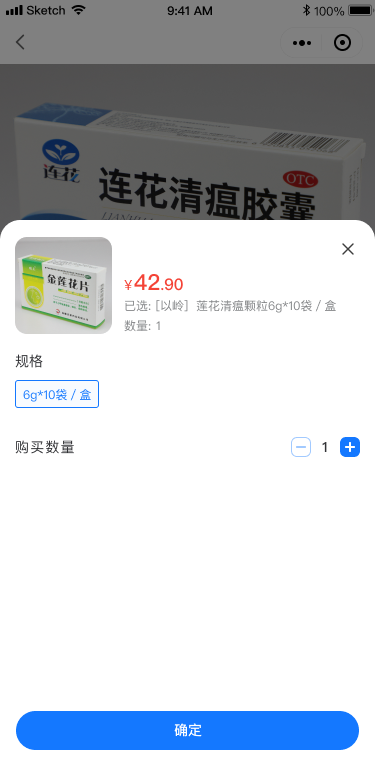 Sketch
9:41 AM
100%
连花
连花清瘟胶囊
OTC
金莲花片
¥42.90
已选: [以岭] 莲花清瘟颗粒6g*10袋 / 盒
数量: 1
规格
6g*10袋 / 盒
购买数量
1
确定